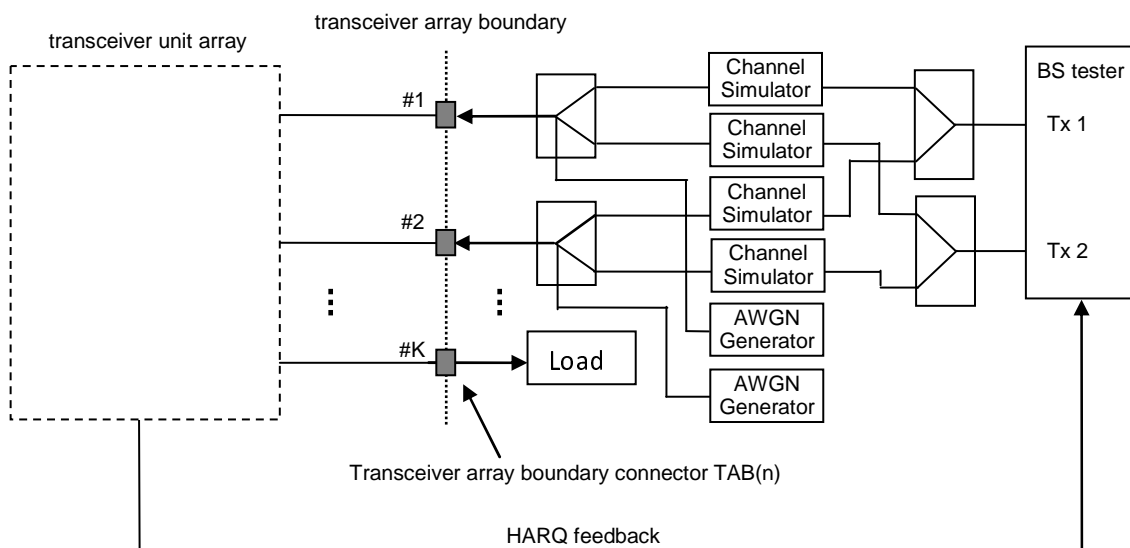 transceiver array boundary
transceiver unit array
#1
#2
#K
Channel
Simulator
Channel
Simulator
Channel
Simulator
Channel
Simulator
AWGN
Generator
AWGN
Generator
Load
BS tester
Tx 1
Tx 2
Transceiver array boundary connector TAB(n)
HARQ feedback